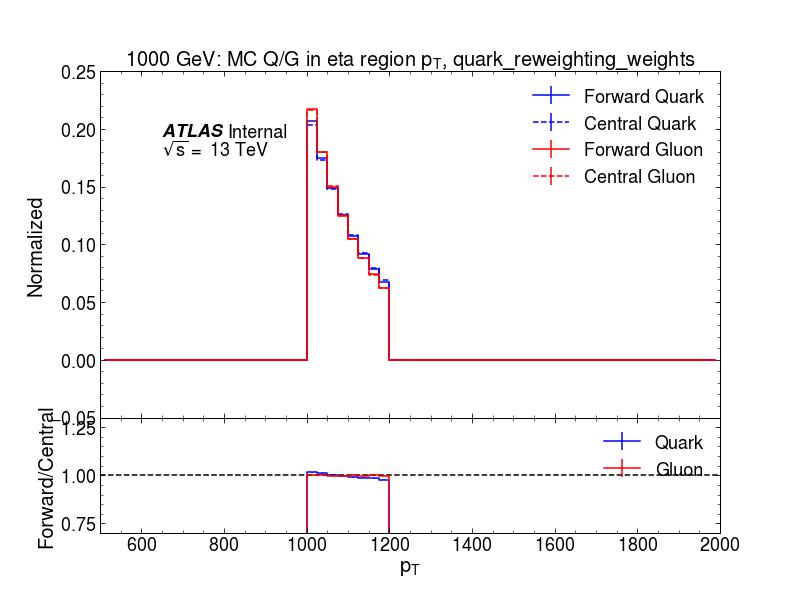 1000 GeV: MC Q/G in eta region pT, quark_reweighting_weights
0.25
0.20
0.15
0.10
0.05
0.00
0.05
Normalized
ATLAS Internal
√s = 13 TeV
Forward Quark
Central Quark
Forward Gluon
Central Gluon
1.25
1.00
0.75
Forward/Central
Quark
Gluon
600 800 1000 1200 1400 1600 1800 2000
pT